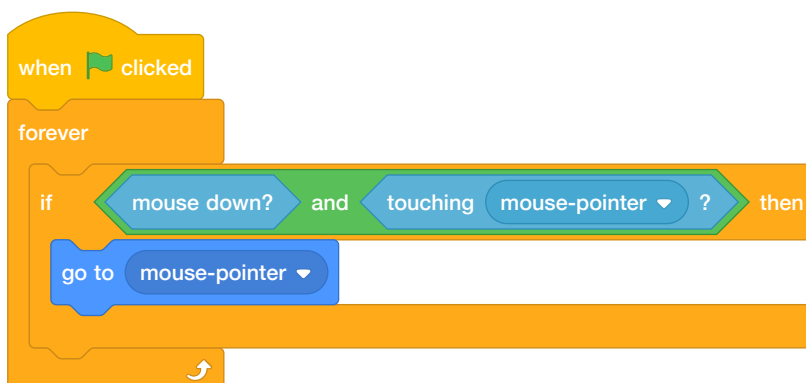 when clicked
forever
if mouse down? and touching mouse-pointer ? then
go to mouse-pointer